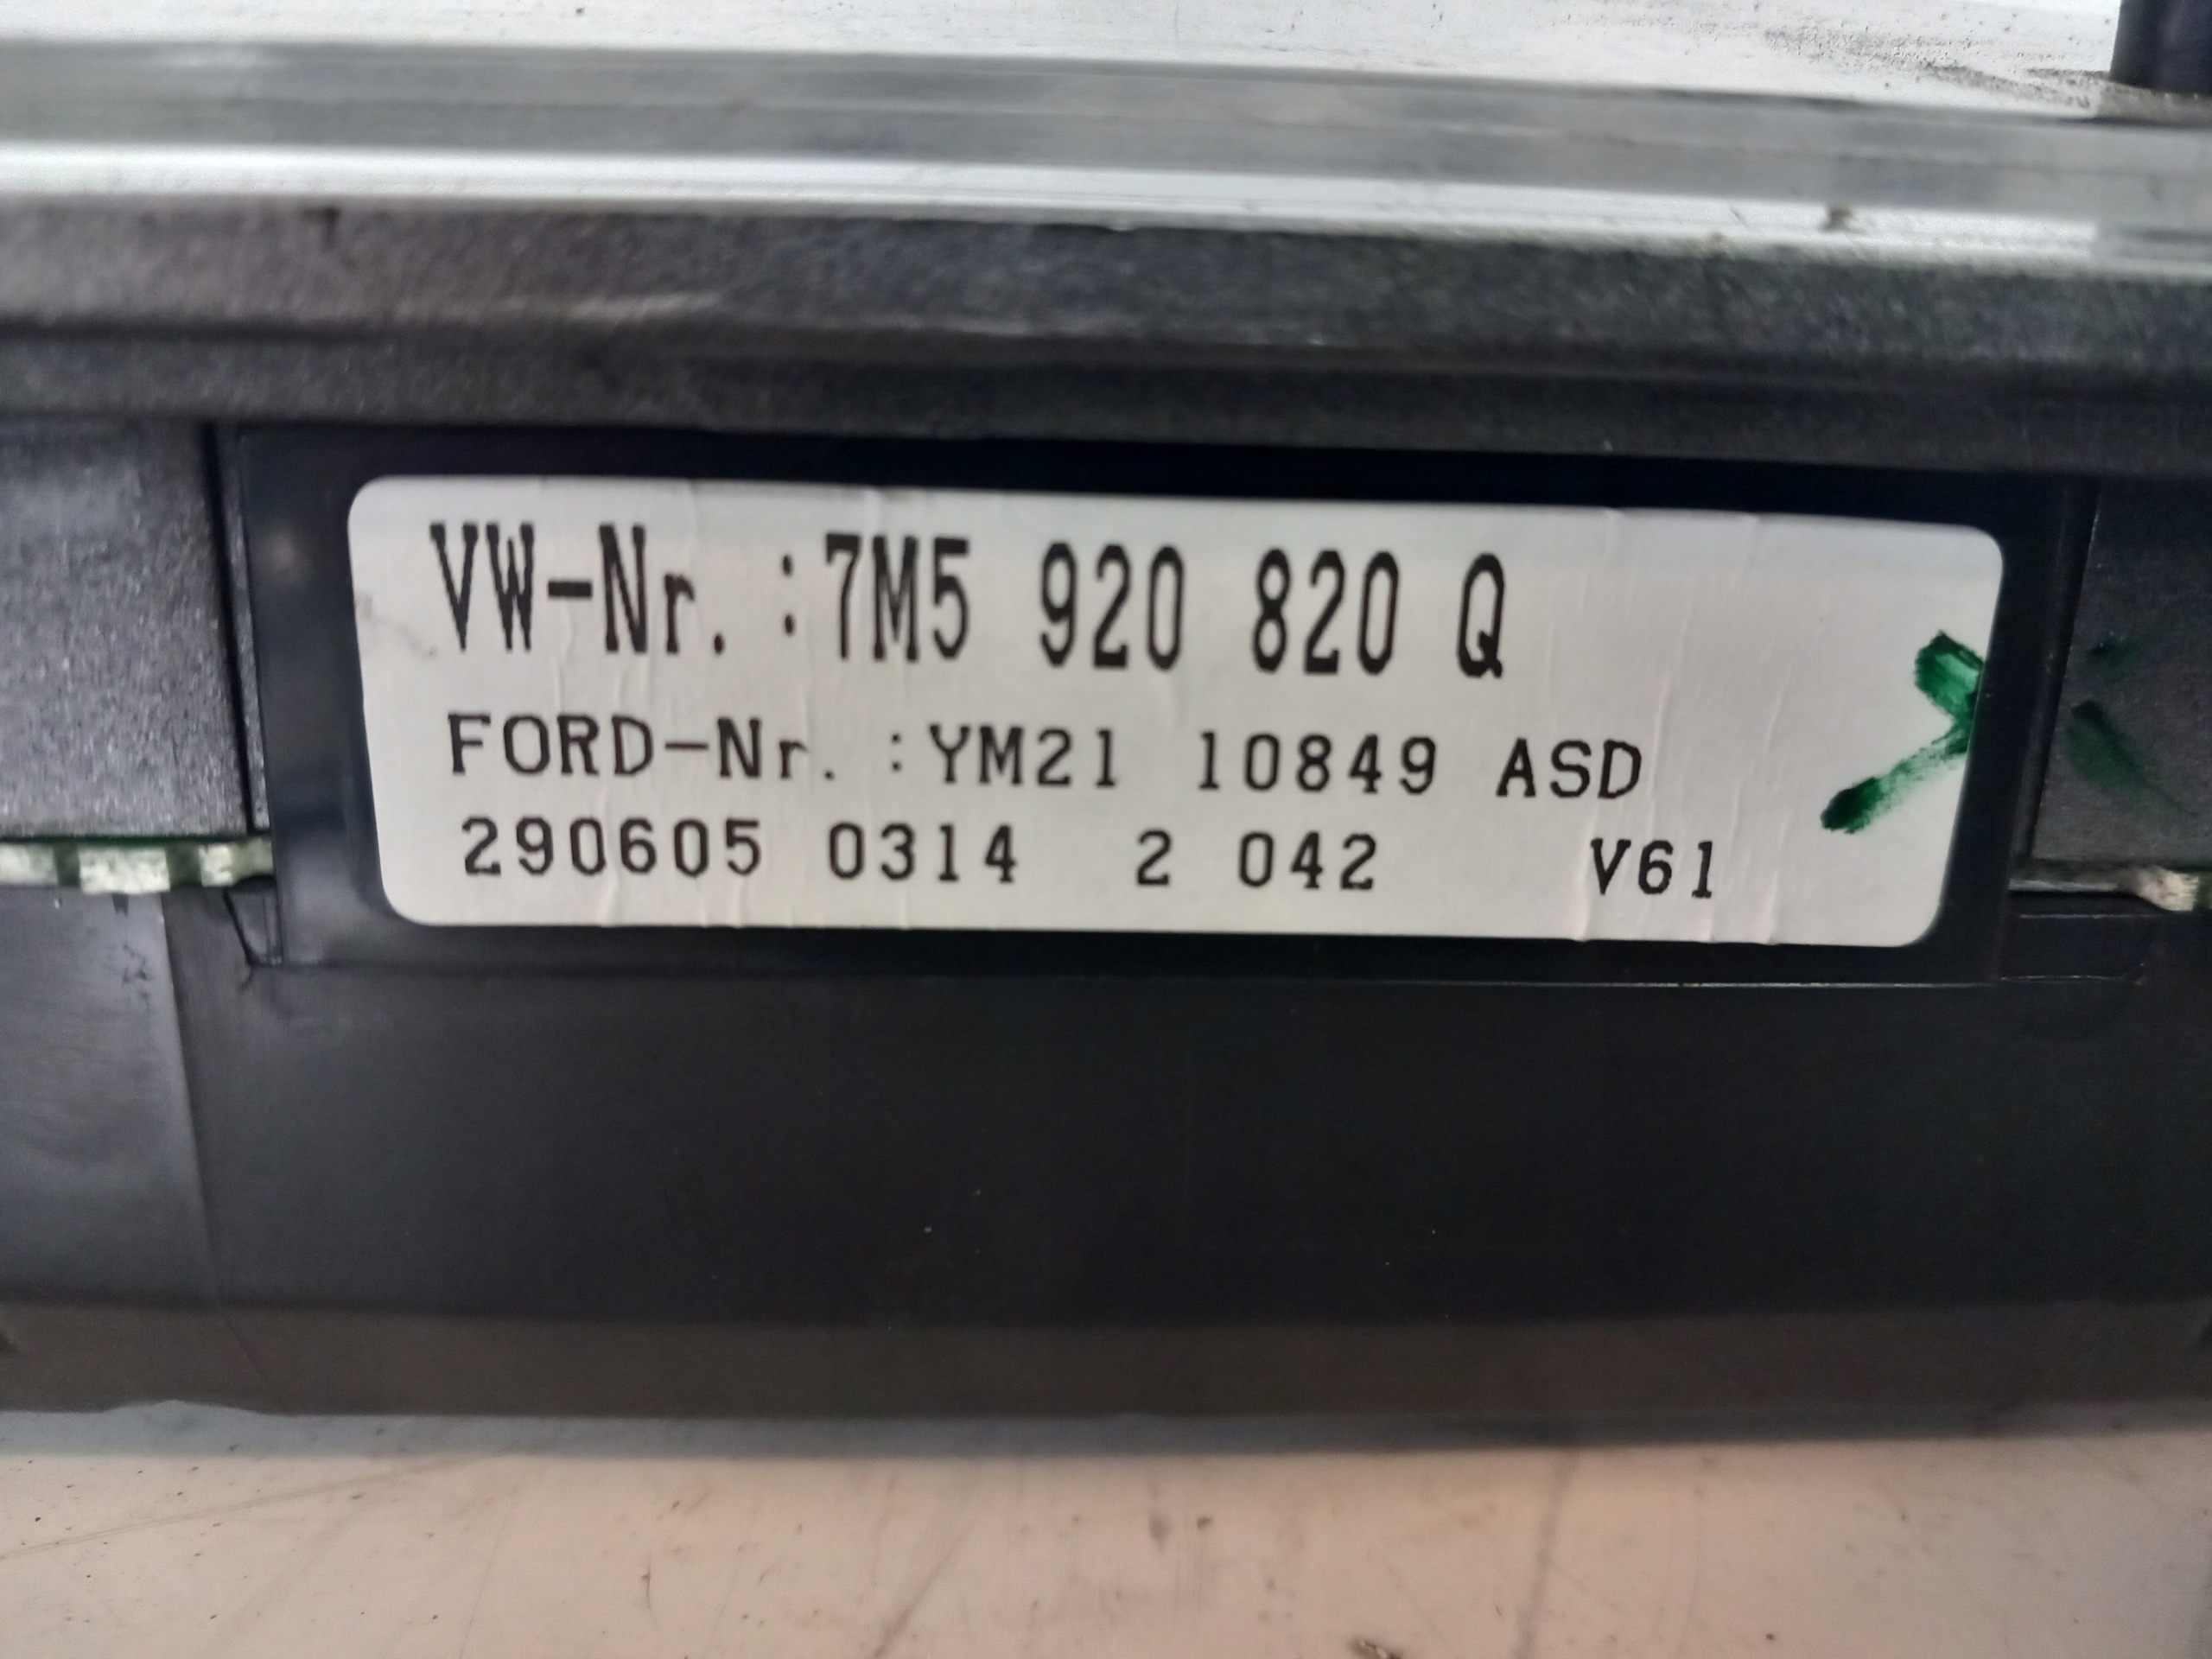 VW-Nr. :7M5 920 820 Q
FORD-Nr. :YM21 10849 ASD
290605 0314 2 042 V61